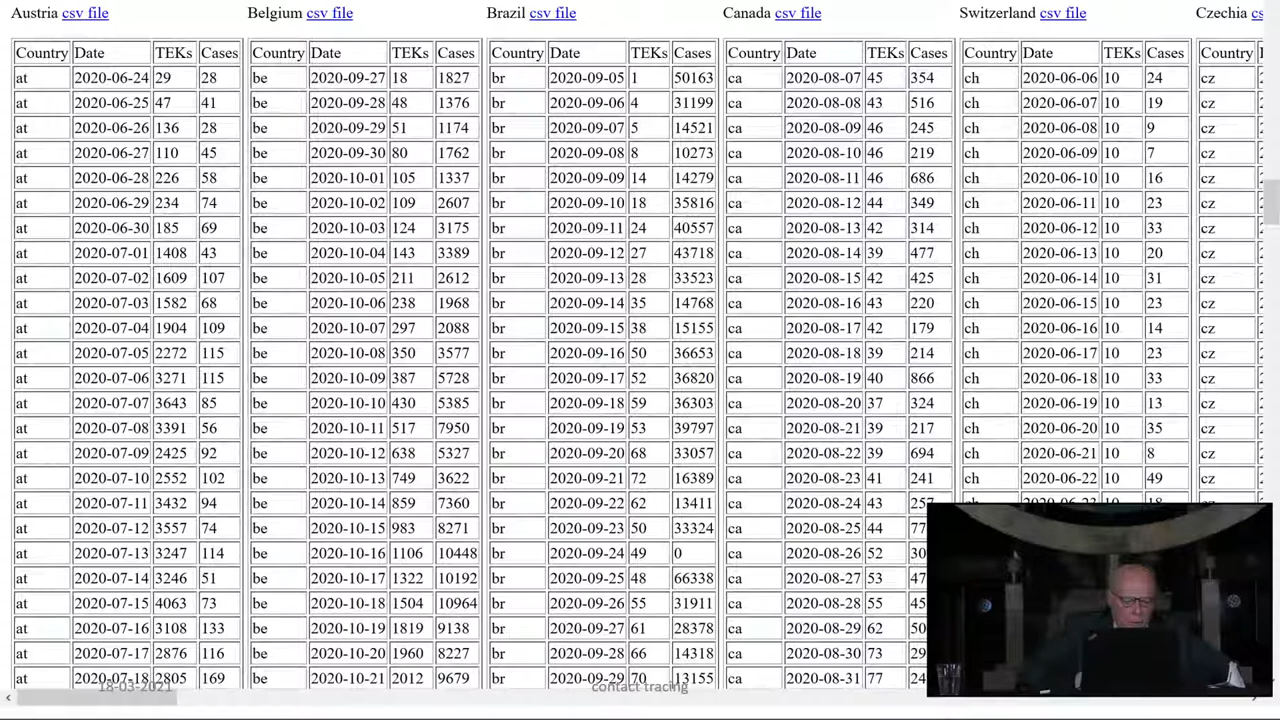 Austria csv file Belgium csv file Brazil csv file Canada csv file Switzerland csv file Czechia
Country Date TEKs Cases Country Date TEKs Cases Country Date TEKs Cases Country Date TEKs Cases Country Date TEKs Cases Country
at 2020-06-24 29 28 be 2020-09-27 18 1827 br 2020-09-05 1 50163 ca 2020-08-07 45 354 ch 2020-06-06 10 24 cz
at 2020-06-25 47 41 be 2020-09-28 48 1376 br 2020-09-06 4 31199 ca 2020-08-08 43 516 ch 2020-06-07 10 19 cz
at 2020-06-26 136 28 be 2020-09-29 51 1174 br 2020-09-07 5 14521 ca 2020-08-09 46 245 ch 2020-06-08 10 9 cz
at 2020-06-27 110 45 be 2020-09-30 80 1762 br 2020-09-08 8 10273 ca 2020-08-10 46 219 ch 2020-06-09 10 7 cz
at 2020-06-28 226 58 be 2020-10-01 105 1337 br 2020-09-09 14 14279 ca 2020-08-11 46 686 ch 2020-06-10 10 16 cz
at 2020-06-29 234 74 be 2020-10-02 109 2607 br 2020-09-10 18 35816 ca 2020-08-12 44 349 ch 2020-06-11 10 23 cz
at 2020-06-30 185 69 be 2020-10-03 124 3175 br 2020-09-11 24 40557 ca 2020-08-13 42 314 ch 2020-06-12 10 33 cz
at 2020-07-01 1408 43 be 2020-10-04 143 3389 br 2020-09-12 27 43718 ca 2020-08-14 39 477 ch 2020-06-13 10 20 cz
at 2020-07-02 1609 107 be 2020-10-05 211 2612 br 2020-09-13 28 33523 ca 2020-08-15 42 425 ch 2020-06-14 10 31 cz
at 2020-07-03 1582 68 be 2020-10-06 238 1968 br 2020-09-14 35 14768 ca 2020-08-16 43 220 ch 2020-06-15 10 23 cz
at 2020-07-04 1904 109 be 2020-10-07 297 2088 br 2020-09-15 38 15155 ca 2020-08-17 42 179 ch 2020-06-16 10 14 cz
at 2020-07-05 2272 115 be 2020-10-08 350 3577 br 2020-09-16 50 36653 ca 2020-08-18 39 214 ch 2020-06-17 10 23 cz
at 2020-07-06 3271 115 be 2020-10-09 387 5728 br 2020-09-17 52 36820 ca 2020-08-19 40 866 ch 2020-06-18 10 33 cz
at 2020-07-07 3643 85 be 2020-10-10 430 5385 br 2020-09-18 59 36303 ca 2020-08-20 37 324 ch 2020-06-19 10 13 cz
at 2020-07-08 3391 56 be 2020-10-11 517 7950 br 2020-09-19 53 39797 ca 2020-08-21 39 217 ch 2020-06-20 10 35 cz
at 2020-07-09 2425 92 be 2020-10-12 638 5327 br 2020-09-20 68 33057 ca 2020-08-22 39 694 ch 2020-06-21 10 8 cz
at 2020-07-10 2552 102 be 2020-10-13 749 3622 br 2020-09-21 72 16389 ca 2020-08-23 41 241 ch 2020-06-22 10 49 cz
at 2020-07-11 3432 94 be 2020-10-14 859 7360 br 2020-09-22 62 13411 ca 2020-08-24 43
at 2020-07-12 3557 74 be 2020-10-15 983 8271 br 2020-09-23 50 33324 ca 2020-08-25 44 77
at 2020-07-13 3247 114 be 2020-10-16 1106 10448 br 2020-09-24 49 0 ca 2020-08-26 52 30
at 2020-07-14 3246 51 be 2020-10-17 1322 10192 br 2020-09-25 48 66338 ca 2020-08-27 53 47
at 2020-07-15 4063 73 be 2020-10-18 1504 10964 br 2020-09-26 55 31911 ca 2020-08-28 55 45
at 2020-07-16 3108 133 be 2020-10-19 1819 9138 br 2020-09-27 61 28378 ca 2020-08-29 62 50
at 2020-07-17 2876 116 be 2020-10-20 1960 8227 br 2020-09-28 66 14318 ca 2020-08-30 73 29
at 2020-07-18 2805 169 be 2020-10-21 2012 9679 br 2020-09-29 70 13155 ca 2020-08-31 77 24
18-03-2021 contact tracing